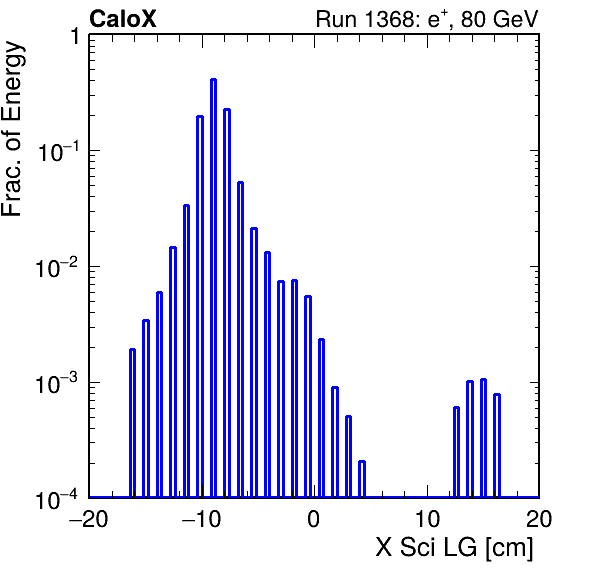 CaloX Run 1368: e⁺, 80 GeV
Frac. of Energy
1
10⁻¹
10⁻²
10⁻³
10⁻⁴
−20 −10 0 10 20
X Sci LG [cm]